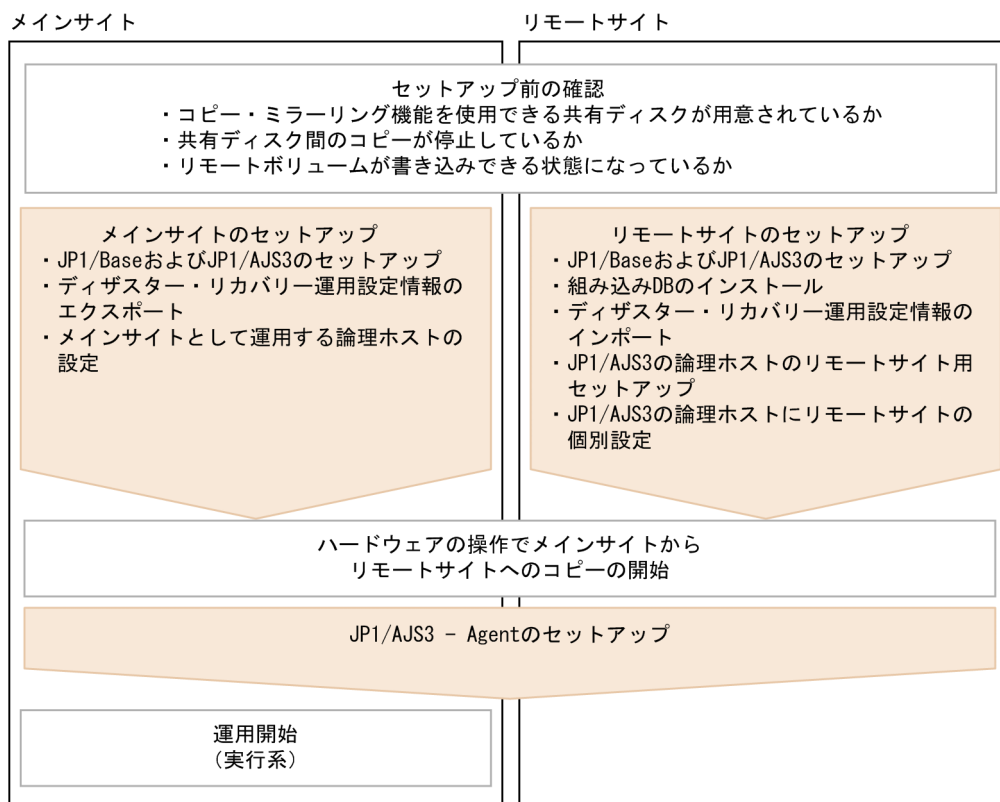 メインサイト
リモートサイト
セットアップ前の確認
・コピー・ミラーリング機能を使用できる共有ディスクが用意されているか
・共有ディスク間のコピーが停止しているか
・リモートボリュームが書き込みできる状態になっているか
メインサイトのセットアップ
・JP1/BaseおよびJP1/AJS3のセットアップ
・ディザスター・リカバリー運用設定情報の
エクスポート
・メインサイトとして運用する論理ホストの
設定
リモートサイトのセットアップ
・JP1/BaseおよびJP1/AJS3のセットアップ
・組み込みDBのインストール
・ディザスター・リカバリー運用設定情報の
インポート
・JP1/AJS3の論理ホストのリモートサイト用
セットアップ
・JP1/AJS3の論理ホストにリモートサイトの
個別設定
ハードウェアの操作でメインサイトから
リモートサイトへのコピーの開始
JP1/AJS3 - Agentのセットアップ
運用開始
（実行系）